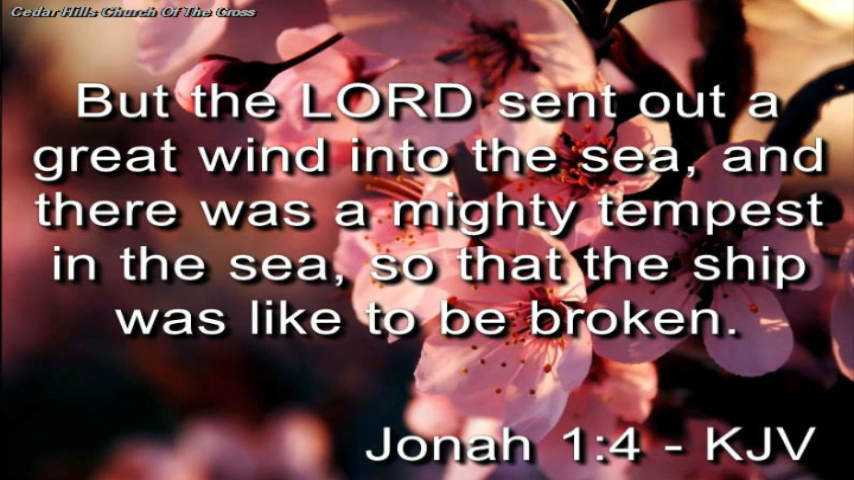 Cedar Hills Church Of The Cross
But the LORD sent out a
great wind into the sea, and
there was a mighty tempest
in the sea, so that the ship
was like to be broken.
Jonah 1:4 - KJV